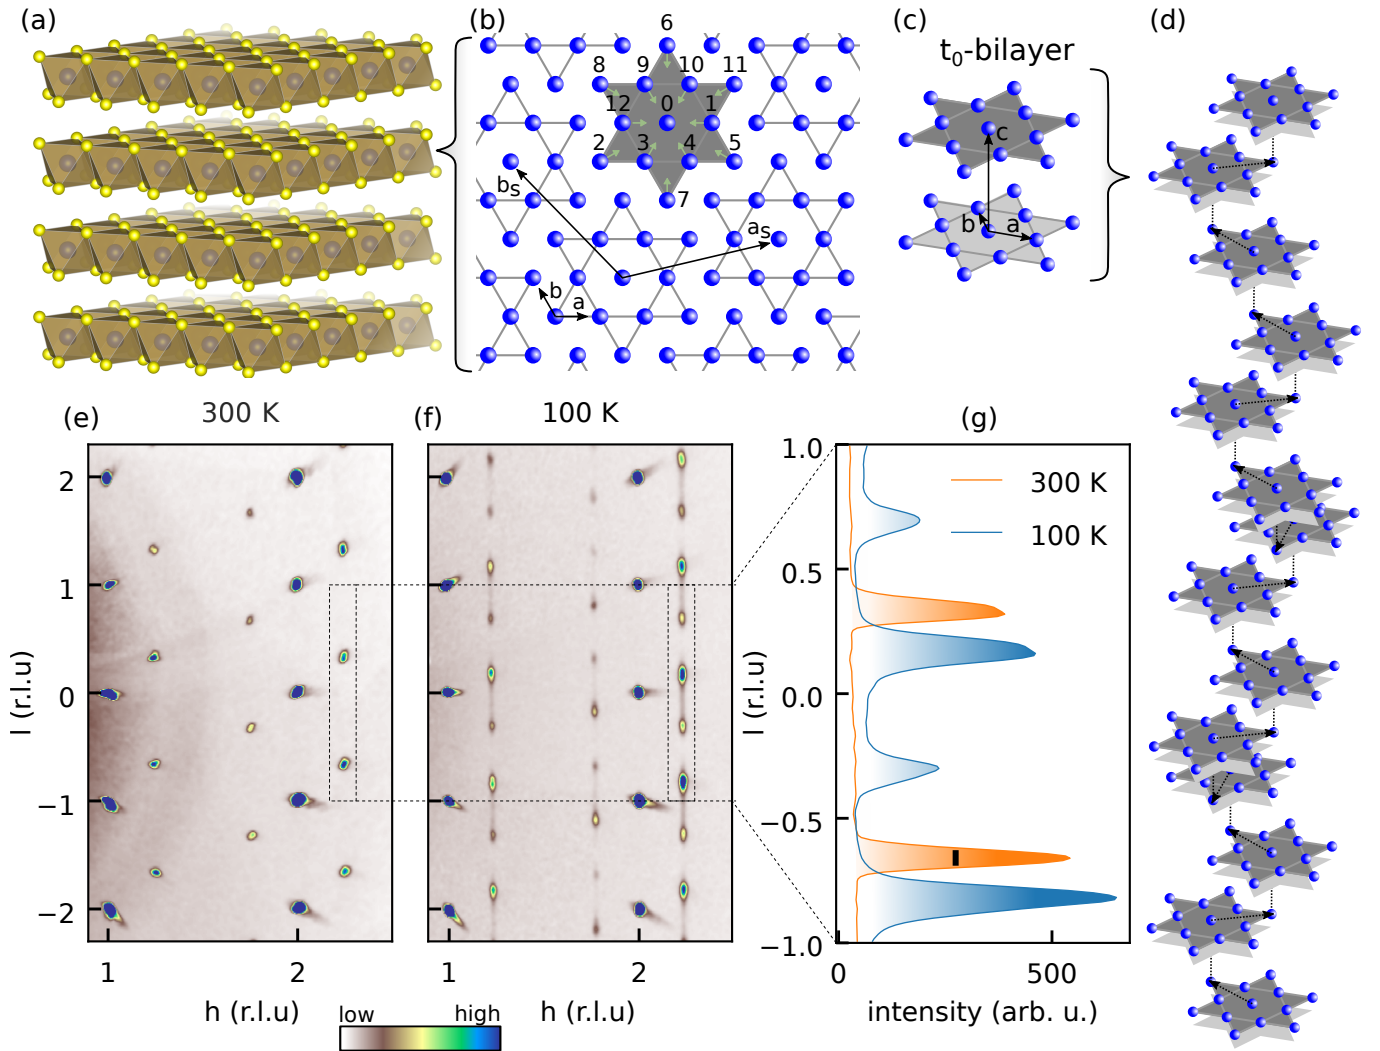 (a)
(b)
(c)
(d)
6
8 9 10 11
12 0 1
2 3 4 5
7
bs
as
b
a
t0-bilayer
c
b
a
(e) 300 K
(f) 100 K
(g)
2
1
0
−1
−2
l (r.l.u)
1 2
h (r.l.u)
1 2
h (r.l.u)
low high
1.0
0.5
0.0
−0.5
−1.0
l (r.l.u)
300 K
100 K
0 500
intensity (arb. u.)